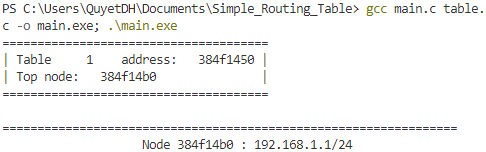 PS C:\Users\QuyetDH\Documents\Simple_Routing_Table> gcc main.c table.
c -o main.exe; .\main.exe
=====================================
| Table     1    address:   384f1450 |
| Top node:   384f14b0               |
=====================================
================================================================
Node 384f14b0 : 192.168.1.1/24